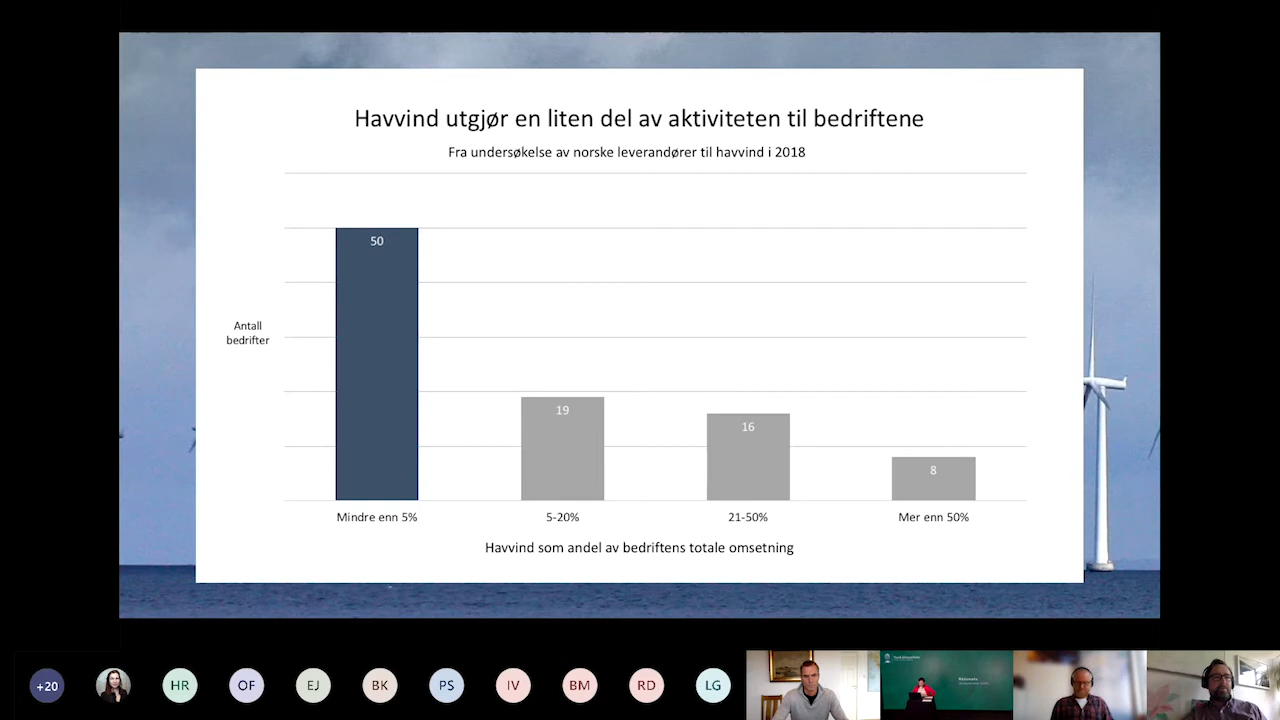 Havvind utgjør en liten del av aktiviteten til bedriftene
Fra undersøkelse av norske leverandører til havvind i 2018
50
19
16
8
Antall
bedrifter
Mindre enn 5%
5-20%
21-50%
Mer enn 50%
Havvind som andel av bedriftens totale omsetning
+20
HR
OF
EJ
BK
PS
IV
BM
RD
LG